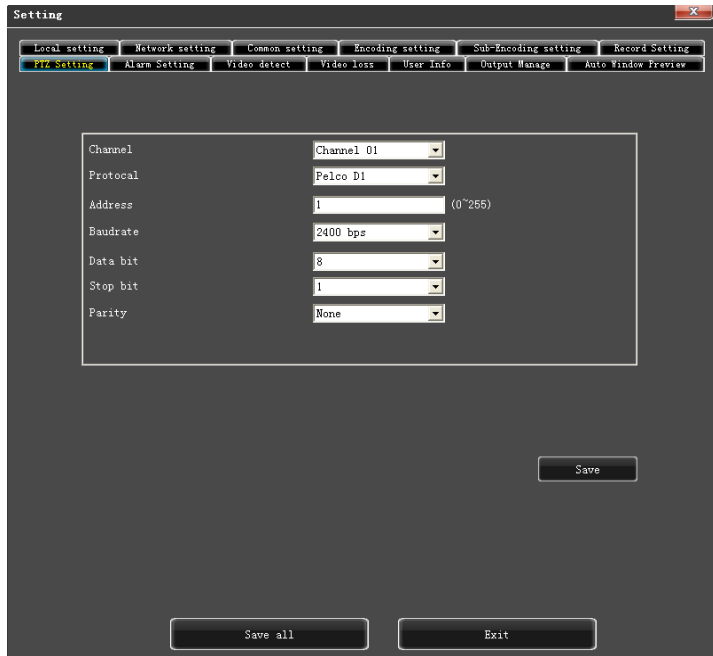 Setting
Local setting Network setting Common setting Encoding setting Sub-Encoding setting Record Setting
PTZ Setting Alarm Setting Video detect Video loss User Info Output Manage Auto Window Preview
Channel Channel 01
Protocal Pelco D1
Address 1 (0~255)
Baudrate 2400 bps
Data bit 8
Stop bit 1
Parity None
Save
Save all Exit